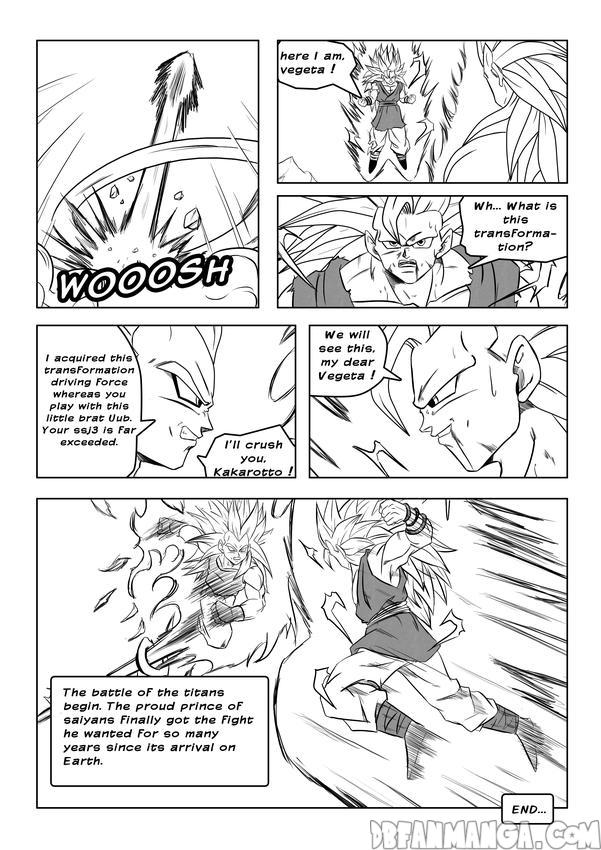 WOOOSH
here I am,
vegeta !
Wh... What is
this
transForma-
tion?
I acquired this
transFormation
driving Force
whereas you
play with this
little brat Uub.
Your ssj3 is Far
exceeded.
I'll crush
you,
Kakarotto !
We will
see this,
my dear
Vegeta !
The battle of the titans
begin. The proud prince of
saiyans Finally got the Fight
he wanted For so many
years since its arrival on
Earth.
END...
DBFANMANGA.COM